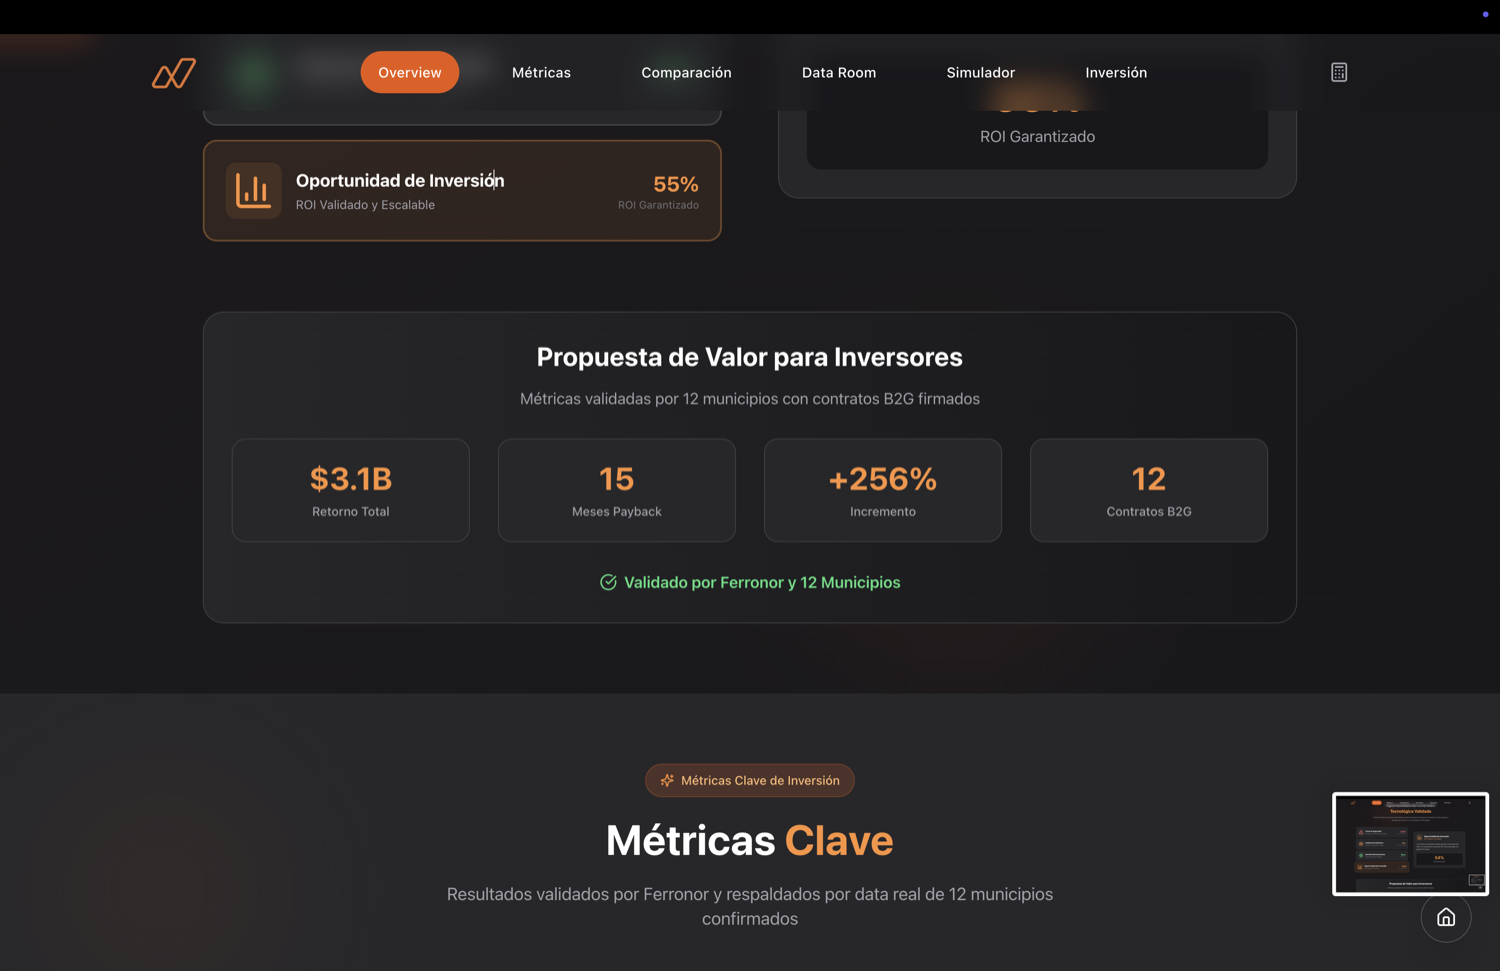 Overview
Métricas
Comparación
Data Room
Simulador
Inversión
ROI Garantizado
Oportunidad de Inversión
ROI Validado y Escalable
55%
ROI Garantizado
Propuesta de Valor para Inversores
Métricas validadas por 12 municipios con contratos B2G firmados
$3.1B
Retorno Total
15
Meses Payback
+256%
Incremento
12
Contratos B2G
Validado por Ferronor y 12 Municipios
Métricas Clave de Inversión
Métricas Clave
Resultados validados por Ferronor y respaldados por data real de 12 municipios
confirmados
Tecnológica Validada